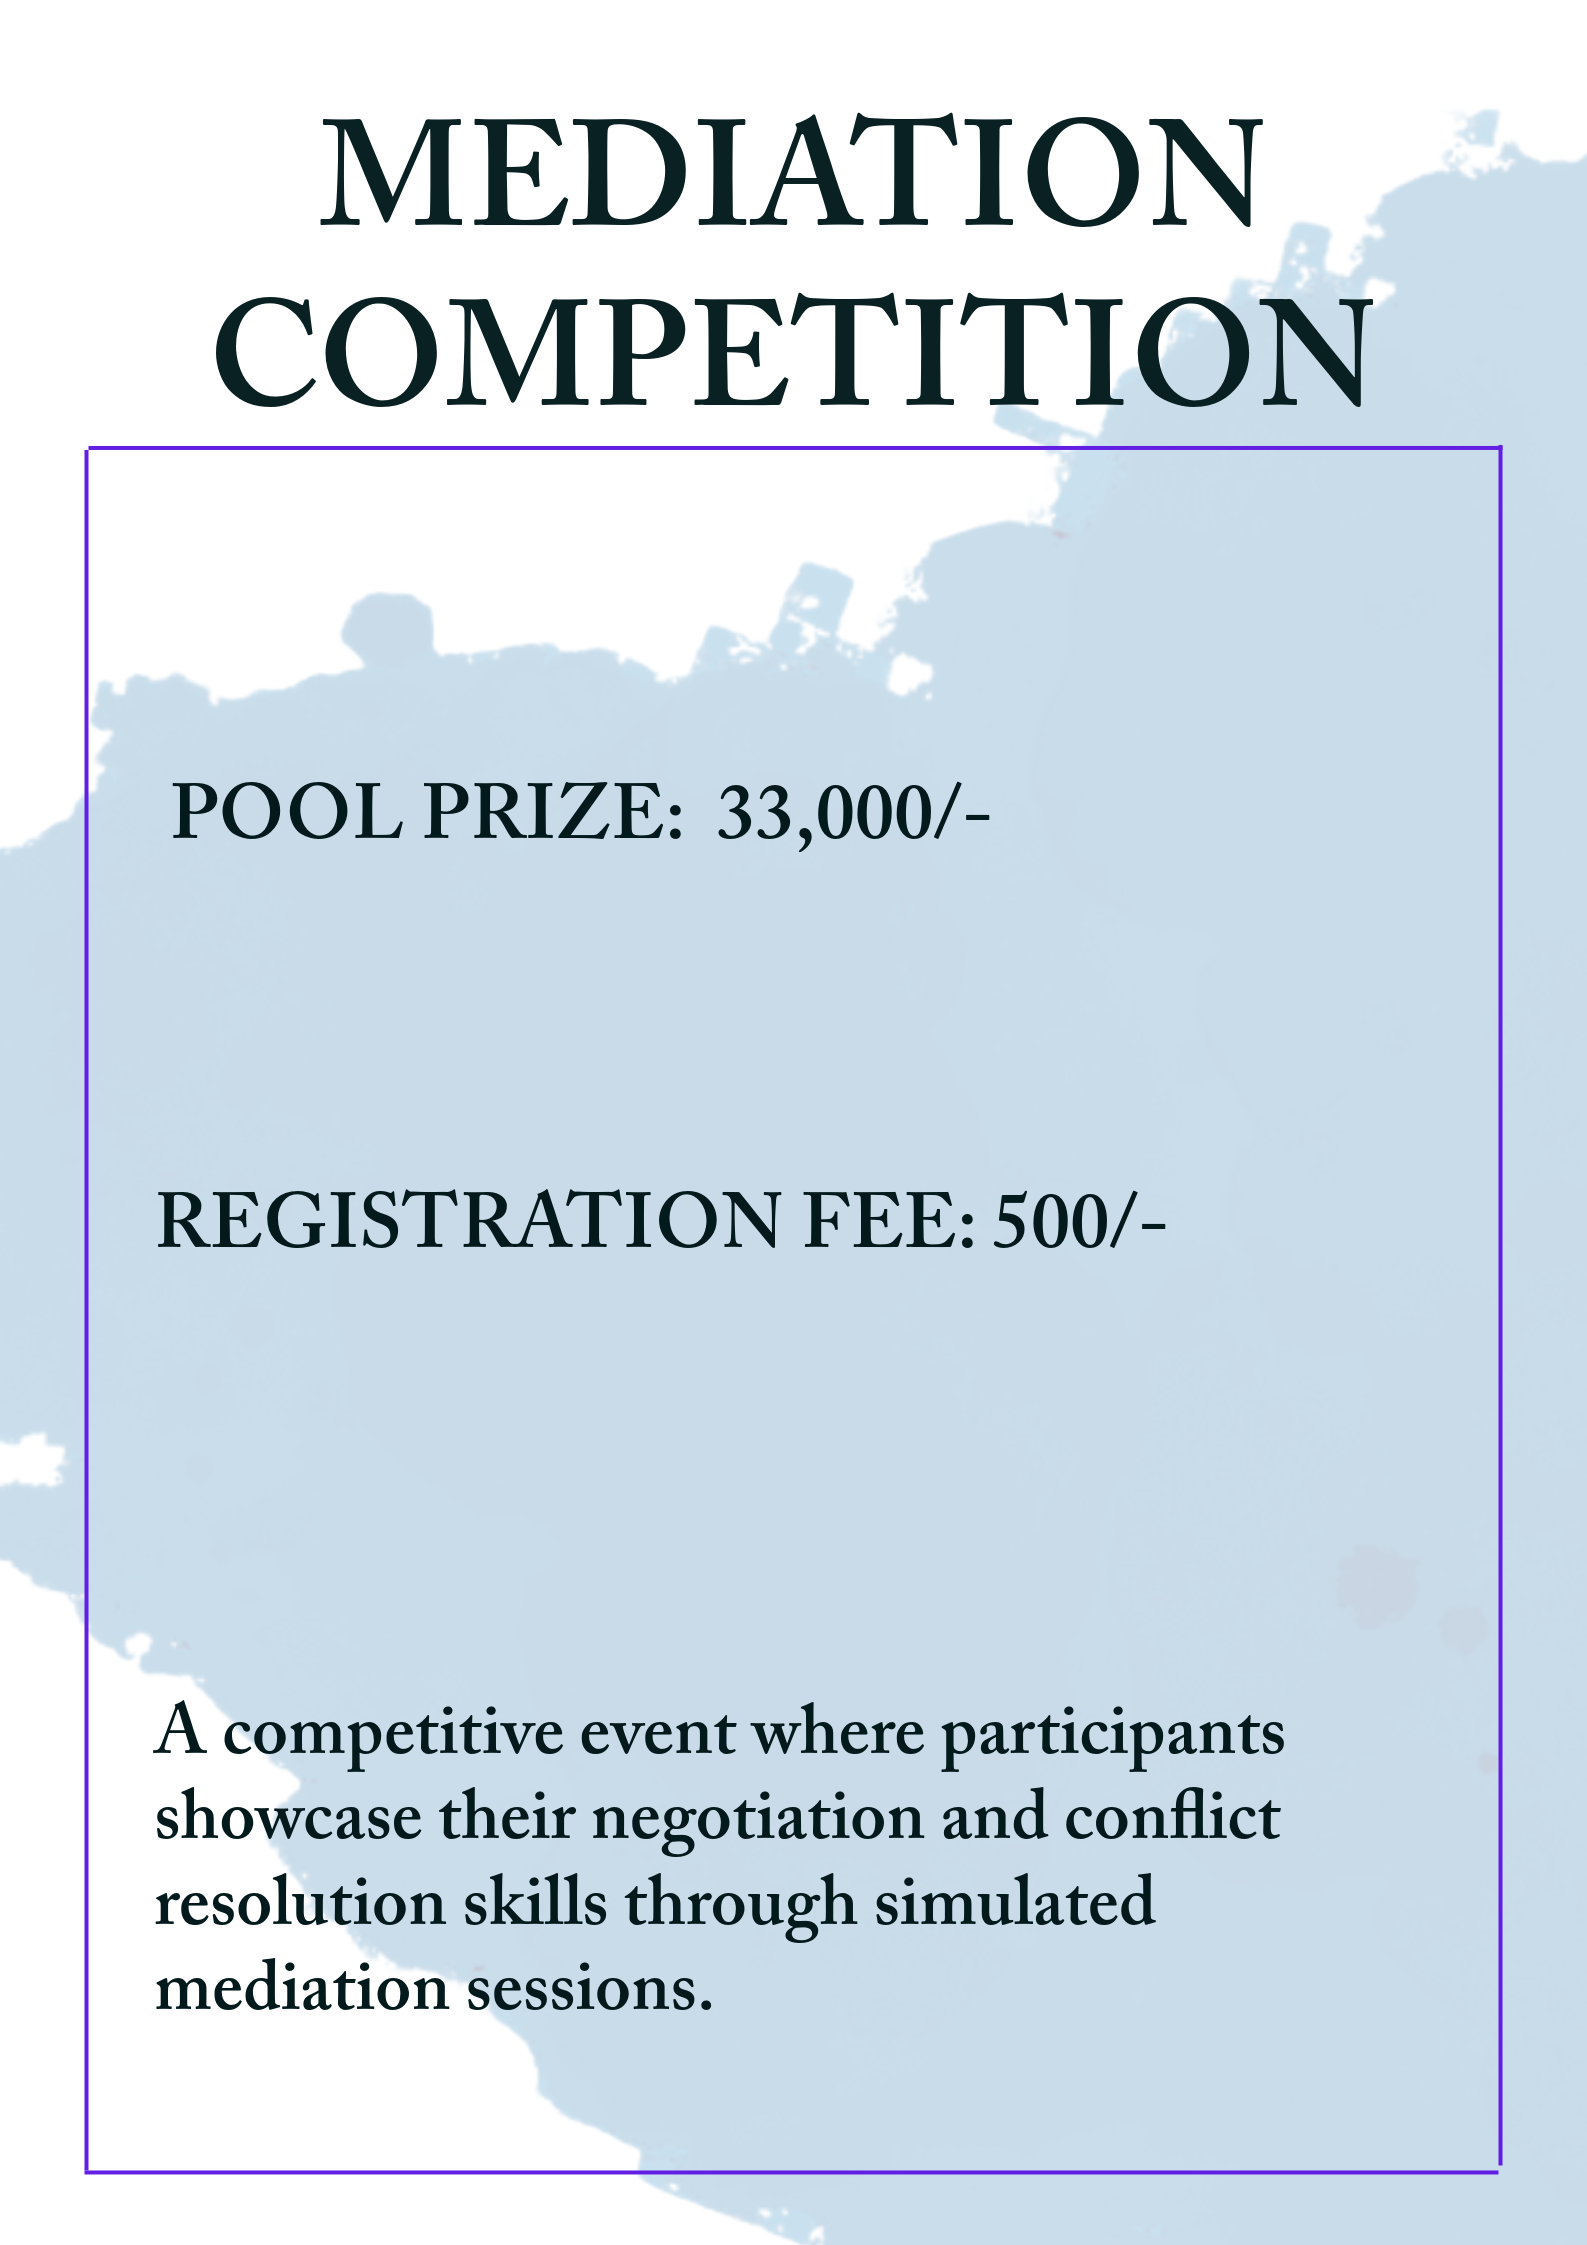 MEDIATION
COMPETITION
POOL PRIZE: 33,000/-
REGISTRATION FEE: 500/-
A competitive event where participants
showcase their negotiation and conflict
resolution skills through simulated
mediation sessions.